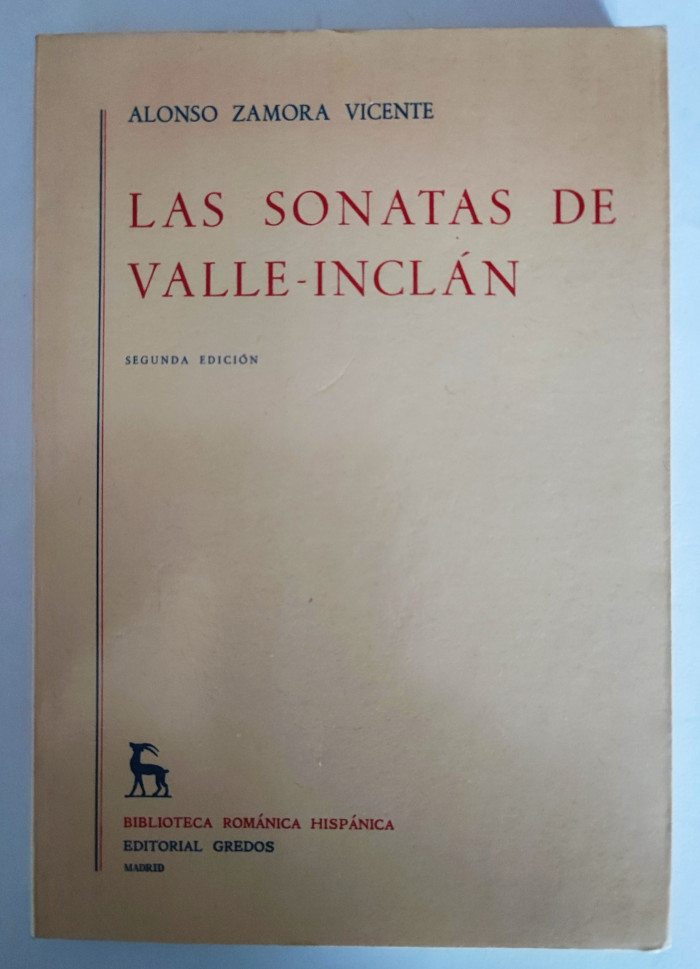 ALONSO ZAMORA VICENTE
LAS SONATAS DE
VALLE-INCLÁN
SEGUNDA EDICIÓN
BIBLIOTECA ROMÁNICA HISPÁNICA
EDITORIAL GREDOS
MADRID